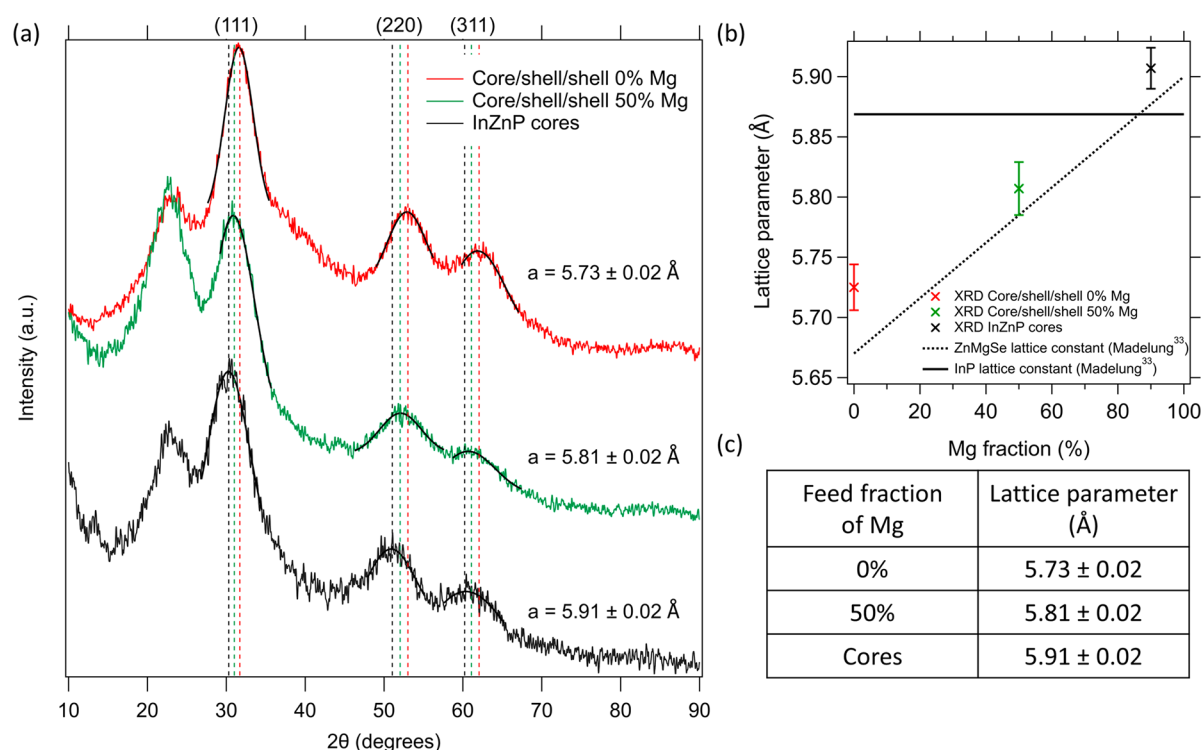 (a)
(111) (220) (311)
Core/shell/shell 0% Mg
Core/shell/shell 50% Mg
InZnP cores
a = 5.73 ± 0.02 Å
a = 5.81 ± 0.02 Å
a = 5.91 ± 0.02 Å
Intensity (a.u.)
10 20 30 40 50 60 70 80 90
2θ (degrees)
(b)
5.90
5.85
5.80
5.75
5.70
5.65
Lattice parameter (Å)
XRD Core/shell/shell 0% Mg
XRD Core/shell/shell 50% Mg
XRD InZnP cores
ZnMgSe lattice constant (Madelung³³)
InP lattice constant (Madelung³³)
0 20 40 60 80 100
Mg fraction (%)
(c)
Feed fraction of Mg | Lattice parameter (Å)
0% | 5.73 ± 0.02
50% | 5.81 ± 0.02
Cores | 5.91 ± 0.02